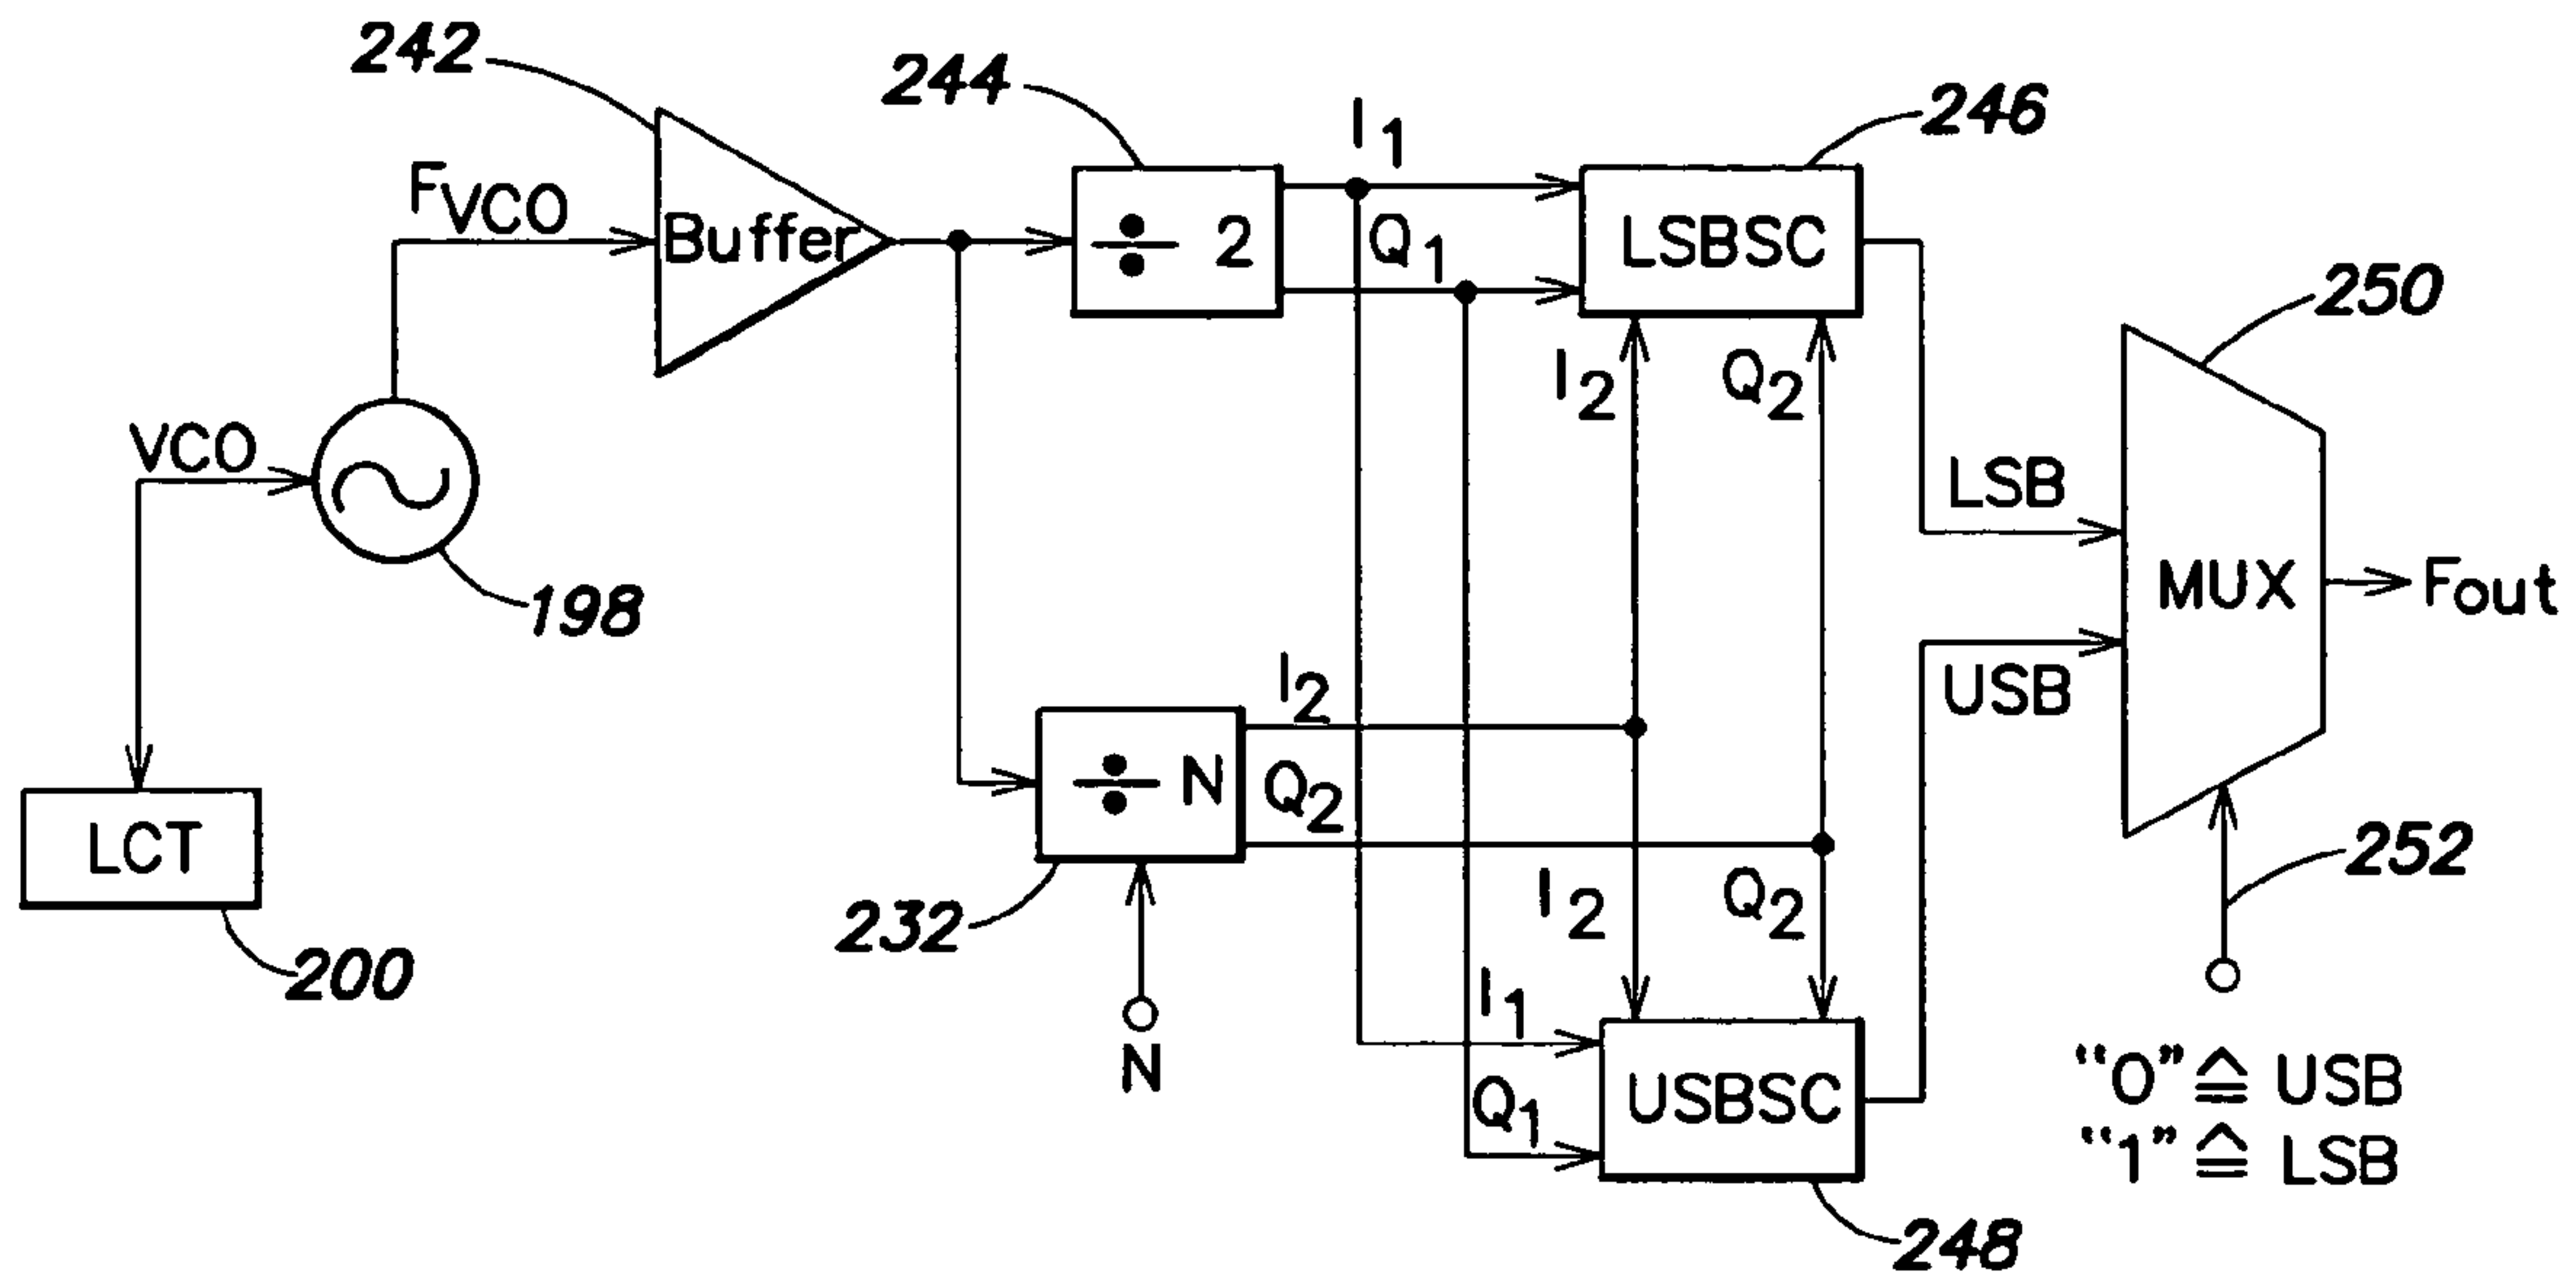 242
244
246
I1
FVCO
Buffer
÷ 2
Q1
LSBSC
250
I2
Q2
VCO
LSB
198
MUX
Fout
I2
USB
÷ N
Q2
LCT
252
232
I2
Q2
200
I1
N
Q1
USBSC
“0” ≙ USB
“1” ≙ LSB
248